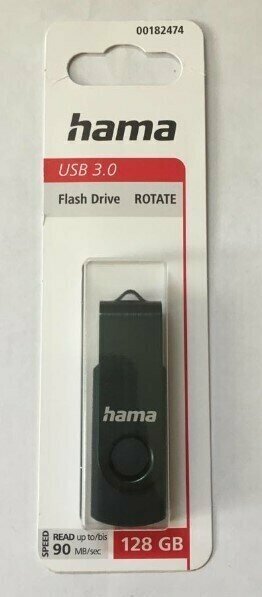 00182474
hama
USB 3.0
Flash Drive ROTATE
hama
SPEED
READ up to/bis
90 MB/sec
128 GB